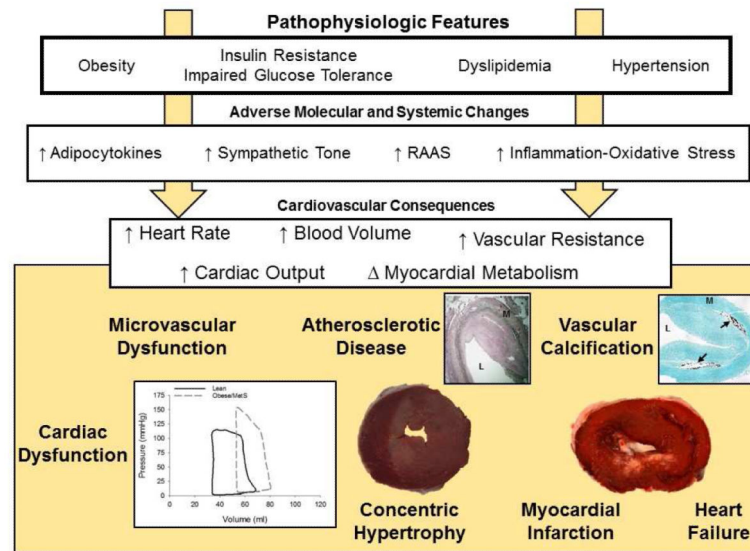 Pathophysiologic Features
Obesity
Insulin Resistance
Impaired Glucose Tolerance
Dyslipidemia
Hypertension
Adverse Molecular and Systemic Changes
↑ Adipocytokines ↑ Sympathetic Tone ↑ RAAS ↑ Inflammation-Oxidative Stress
Cardiovascular Consequences
↑ Heart Rate ↑ Blood Volume ↑ Vascular Resistance
↑ Cardiac Output Δ Myocardial Metabolism
Microvascular
Dysfunction
Atherosclerotic
Disease
M
L
Vascular
Calcification
M
L
Cardiac
Dysfunction
Lean
Obese/MetS
Pressure (mmHg)
175
150
125
100
75
50
25
0
0 20 40 60 80 100 120
Volume (ml)
Concentric
Hypertrophy
Myocardial
Infarction
Heart
Failure